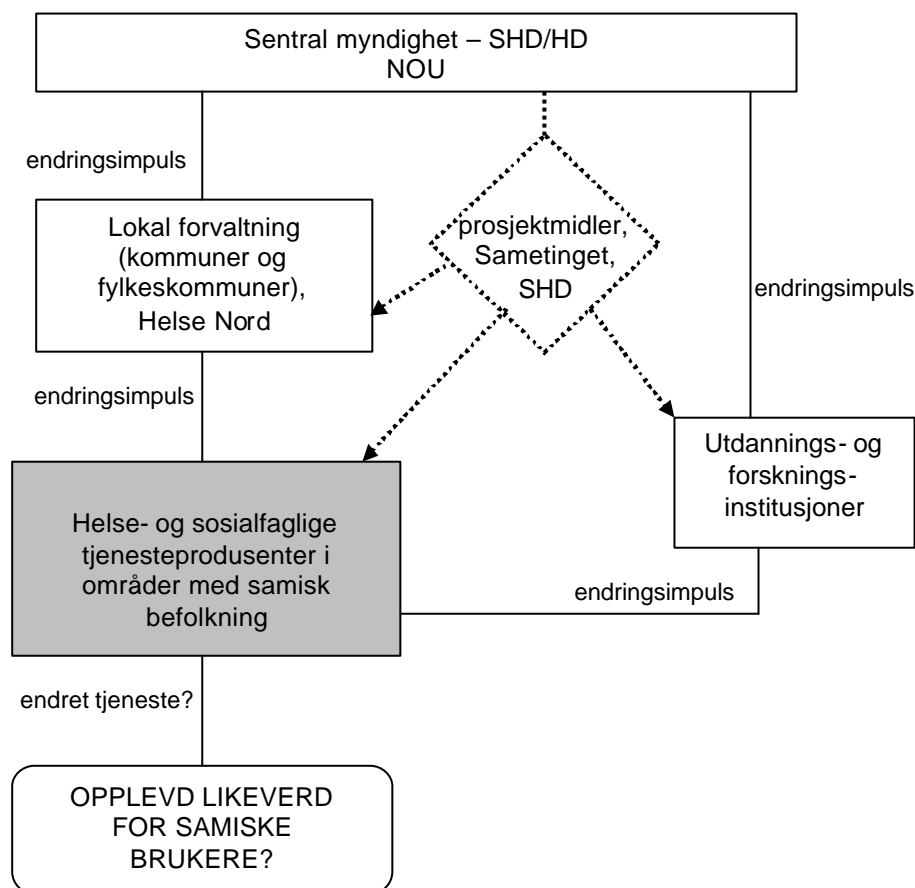 Sentral myndighet – SHD/HD
NOU
endringsimpuls
Lokal forvaltning
(kommuner og
fylkeskommuner),
Helse Nord
prosjektmidler,
Sametinget,
SHD
endringsimpuls
endringsimpuls
Utdannings- og
forsknings-
institusjoner
Helse- og sosialfaglige
tjenesteprodusenter i
områder med samisk
befolkning
endringsimpuls
endret tjeneste?
OPPLEVD LIKEVERD
FOR SAMISKE
BRUKERE?